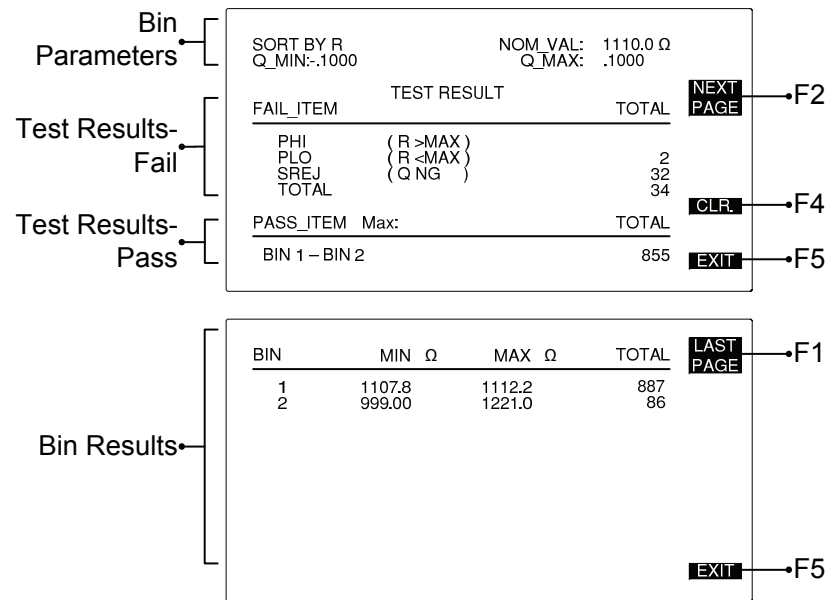 Bin
Parameters
SORT BY R NOM_VAL: 1110.0 Ω
Q_MIN:-.1000 Q_MAX: .1000
TEST RESULT
NEXT
PAGE
F2
FAIL_ITEM TOTAL
Test Results-
Fail
PHI ( R >MAX )
PLO ( R <MAX ) 2
SREJ ( Q NG ) 32
TOTAL 34
CLR.
F4
Test Results-
Pass
PASS_ITEM Max: TOTAL
BIN 1 – BIN 2 855
EXIT
F5
LAST
PAGE
F1
BIN MIN Ω MAX Ω TOTAL
1 1107.8 1112.2 887
2 999.00 1221.0 86
Bin Results
EXIT
F5